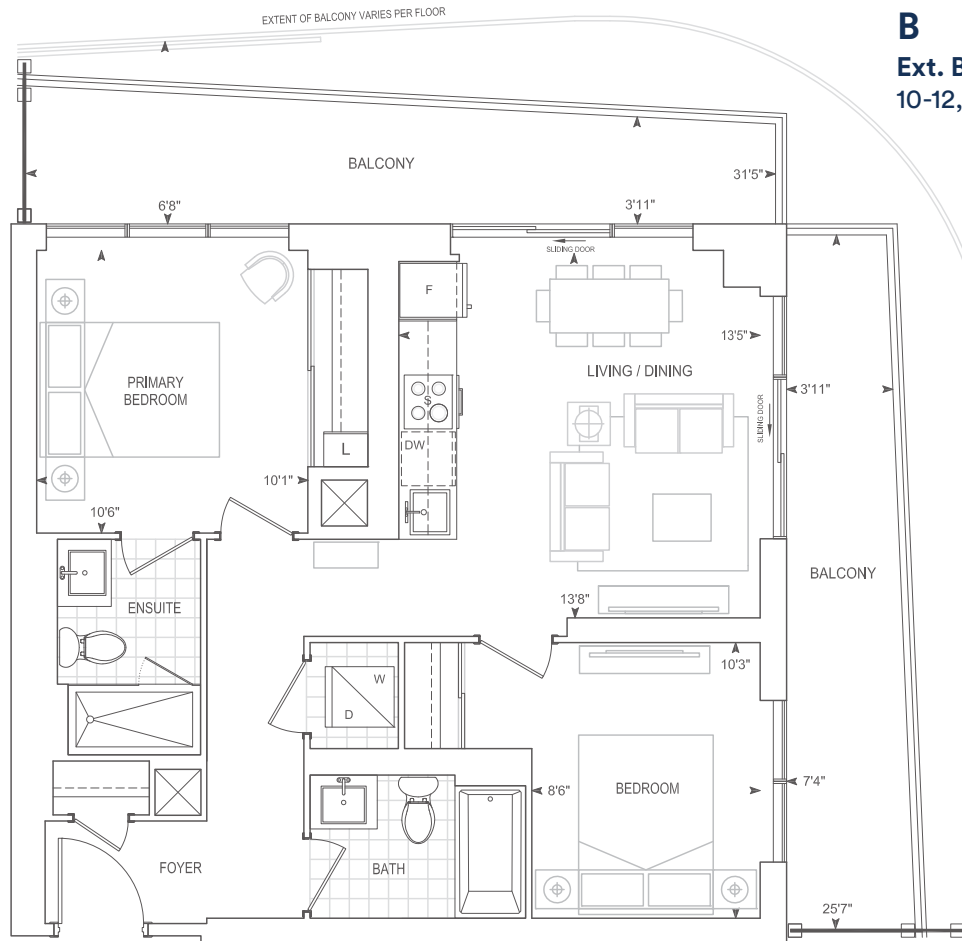 EXTENT OF BALCONY VARIES PER FLOOR
B
Ext. B
10-12,
BALCONY
31'5"
6'8"
3'11"
SLIDING DOOR
F
13'5"
LIVING / DINING
3'11"
PRIMARY
BEDROOM
S
SLIDING DOOR
DW
L
10'1"
10'6"
BALCONY
13'8"
ENSUITE
10'3"
W
D
8'6"
BEDROOM
7'4"
FOYER
BATH
25'7"